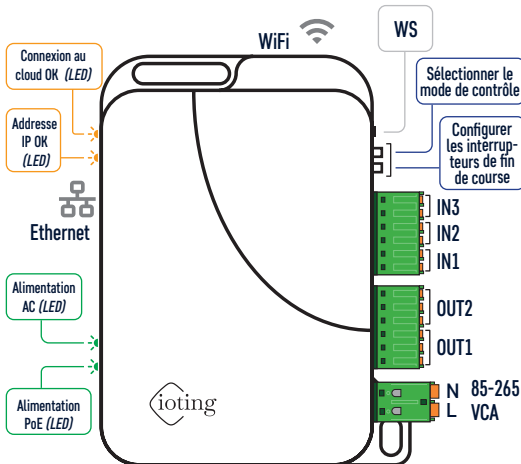 WiFi
WS
Connexion au
cloud OK (LED)
Addresse
IP OK
(LED)
Sélectionner le
mode de contrôle
Configurer
les interrup-
teurs de fin
de course
Ethernet
IN3
IN2
IN1
OUT2
OUT1
Alimentation
AC (LED)
Alimentation
PoE (LED)
ioting
N 85-265
L VCA